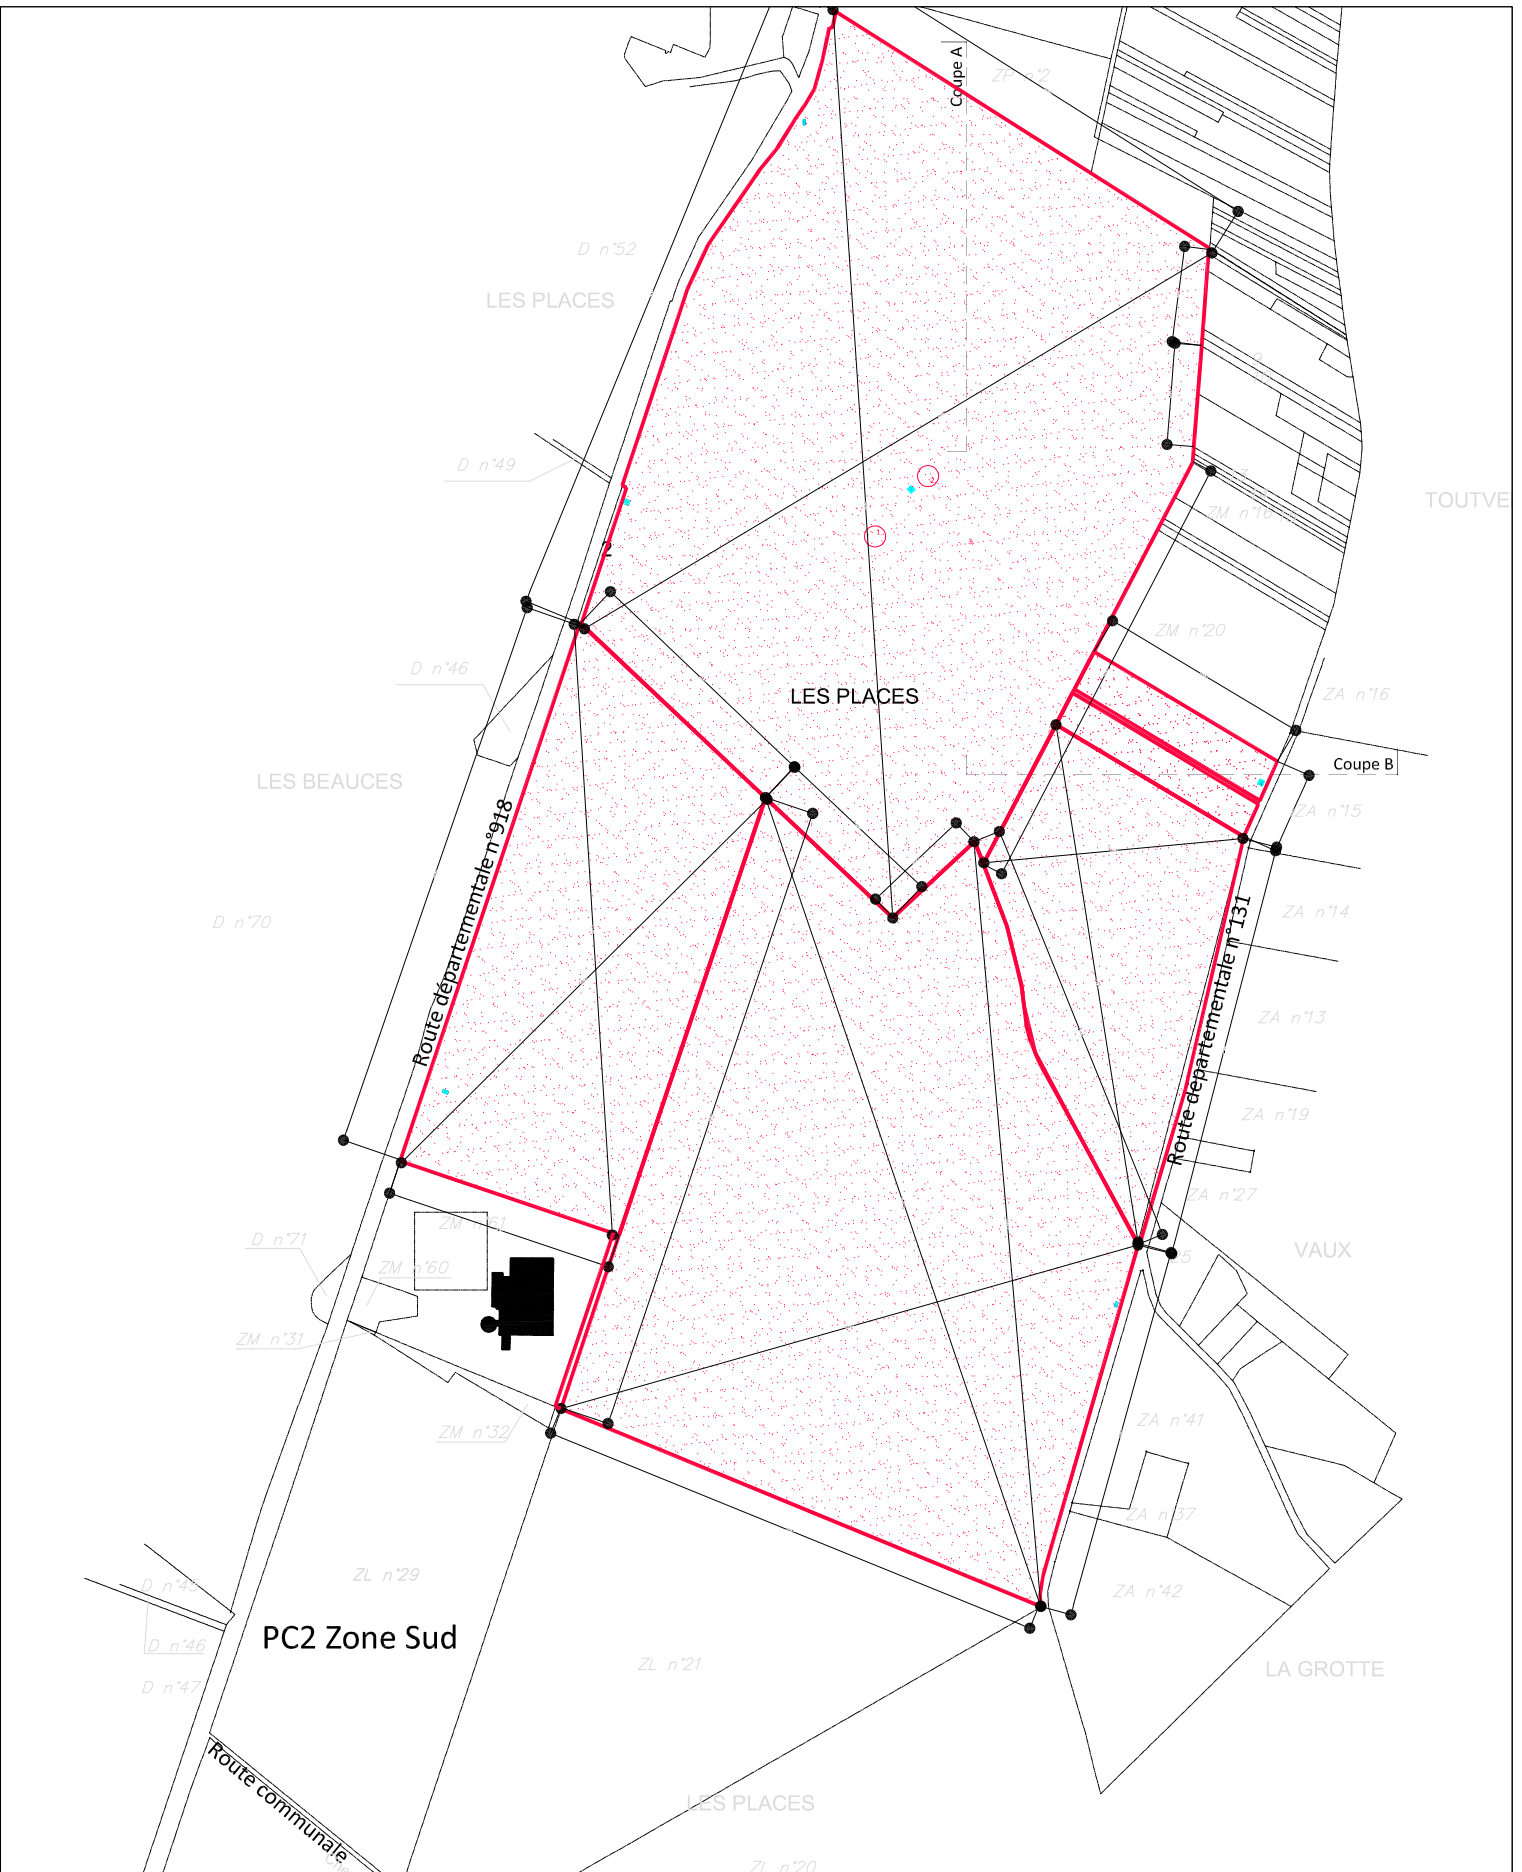 Coupe A
ZP n°2
D n°52
LES PLACES
D n°49
TOUTVE
ZM n°16
2
ZM n°20
D n°46
LES PLACES
ZA n°16
Coupe B
LES BEAUCES
ZA n°15
Route départementale n°918
D n°70
ZA n°14
Route départementale n°131
ZA n°13
ZA n°19
ZA n°27
ZM n°61
D n°71
VAUX
ZM n°60
ZM n°31
ZA n°41
ZM n°32
ZA n°37
ZL n°29
D n°45
ZA n°42
PC2 Zone Sud
D n°46
ZL n°21
LA GROTTE
D n°47
Route communale
LES PLACES
ZL n°20